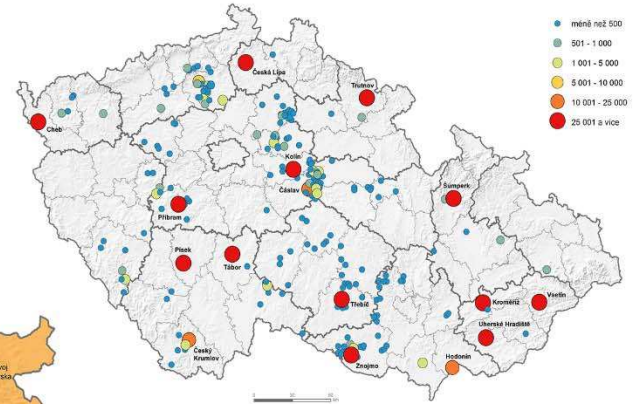 méně než 500
501 - 1 000
1 001 - 5 000
5 001 - 10 000
10 001 - 25 000
25 001 a více
Česká Lípa
Trutnov
Cheb
Kolín
Čáslav
Šumperk
Příbram
Písek
Tábor
Třebíč
Kroměříž
Vsetín
Uherské Hradiště
Český
Krumlov
Znojmo
Hodonín